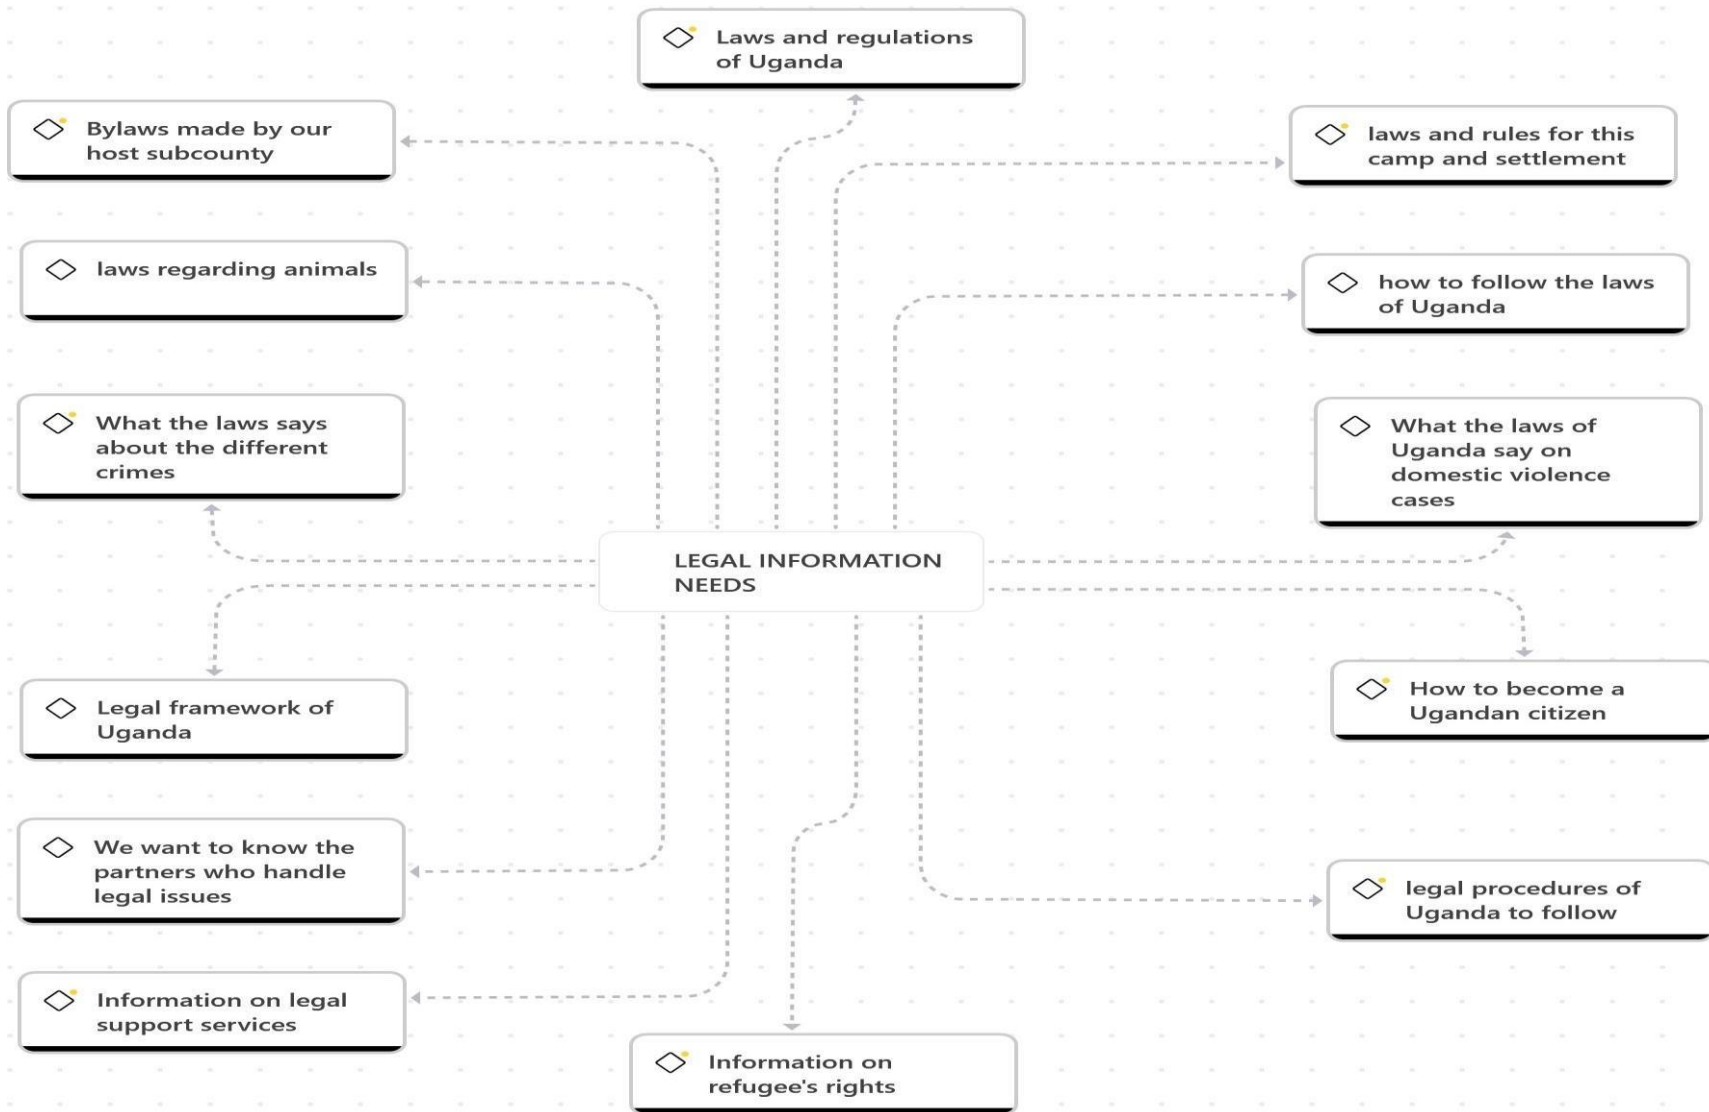 Laws and regulations
of Uganda
Bylaws made by our
host subcounty
laws and rules for this
camp and settlement
laws regarding animals
how to follow the laws
of Uganda
What the laws says
about the different
crimes
What the laws of
Uganda say on
domestic violence
cases
LEGAL INFORMATION
NEEDS
Legal framework of
Uganda
How to become a
Ugandan citizen
We want to know the
partners who handle
legal issues
legal procedures of
Uganda to follow
Information on legal
support services
Information on
refugee's rights